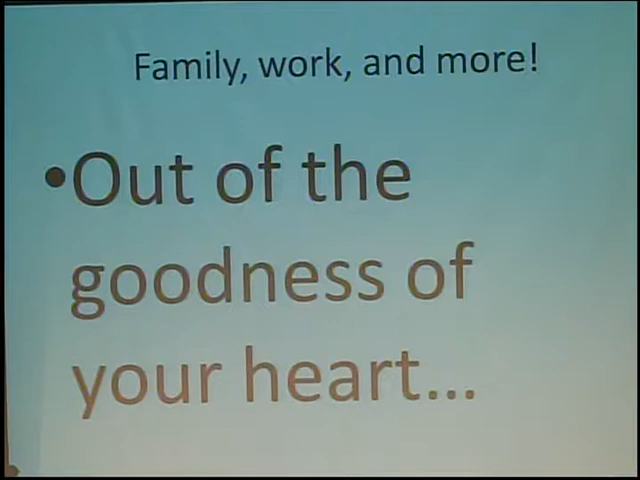 Family, work, and more!
•Out of the
goodness of
your heart...